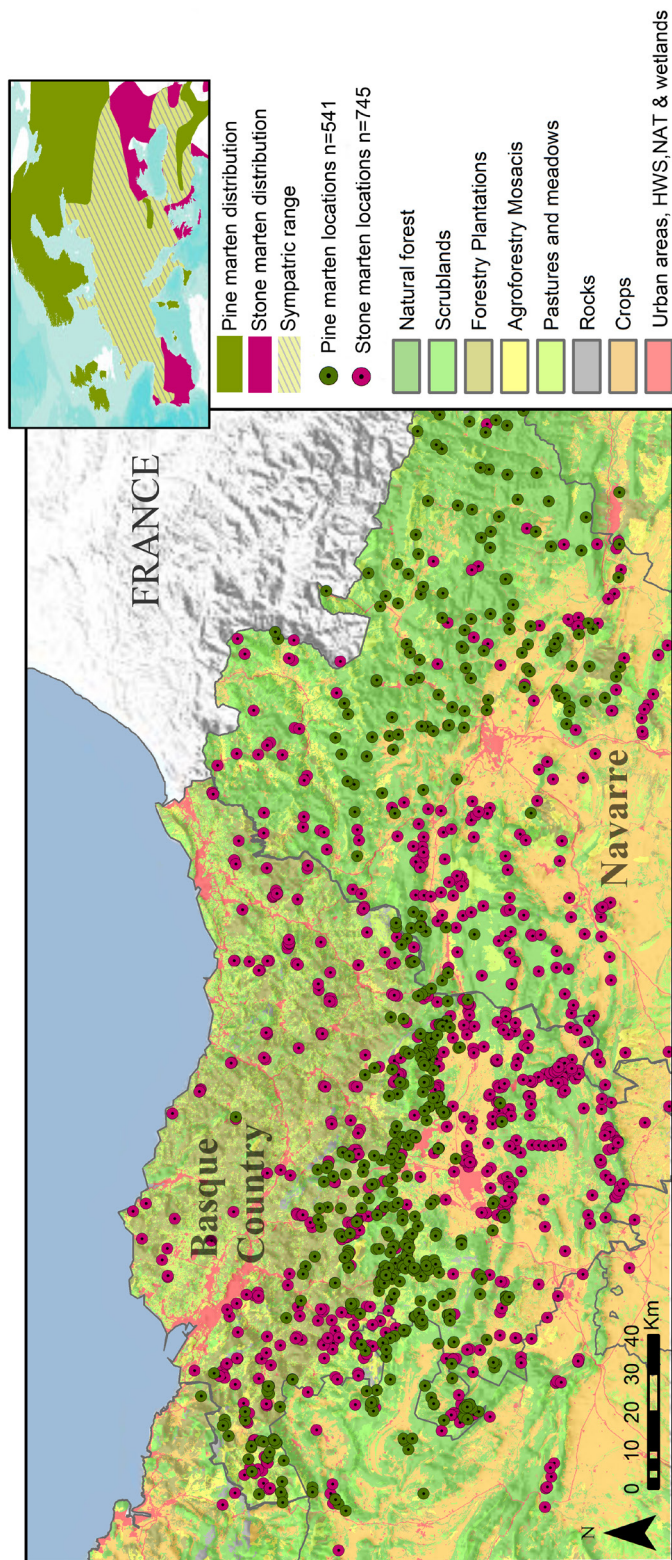 Pine marten distribution
Stone marten distribution
Sympatric range
Pine marten locations n=541
Stone marten locations n=745
Natural forest
Scrublands
Forestry Plantations
Agroforestry Mosacis
Pastures and meadows
Rocks
Crops
Urban areas, HWS,NAT & wetlands
FRANCE
Basque
Country
Navarre
N
0 10 20 30 40
Km